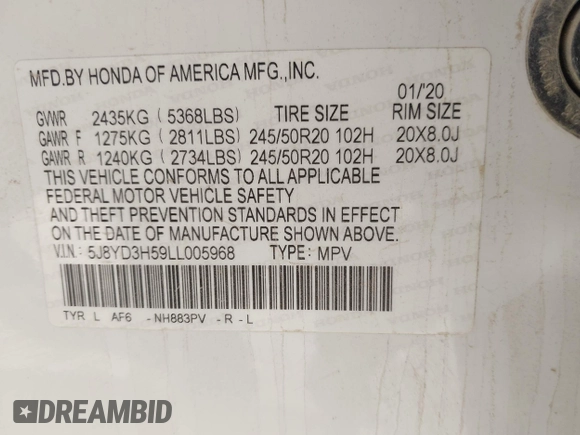 MFD.BY HONDA OF AMERICA MFG.,INC.
01/'20
GVWR 2435KG ( 5368LBS) TIRE SIZE RIM SIZE
GAWR F 1275KG ( 2811LBS) 245/50R20 102H 20X8.0J
GAWR R 1240KG ( 2734LBS) 245/50R20 102H 20X8.0J
THIS VEHICLE CONFORMS TO ALL APPLICABLE
FEDERAL MOTOR VEHICLE SAFETY
AND THEFT PREVENTION STANDARDS IN EFFECT
ON THE DATE OF MANUFACTURE SHOWN ABOVE.
V.I.N.: 5J8YD3H59LL005968 TYPE: MPV
TYR L AF6 -NH883PV -R -L
DREAMBID